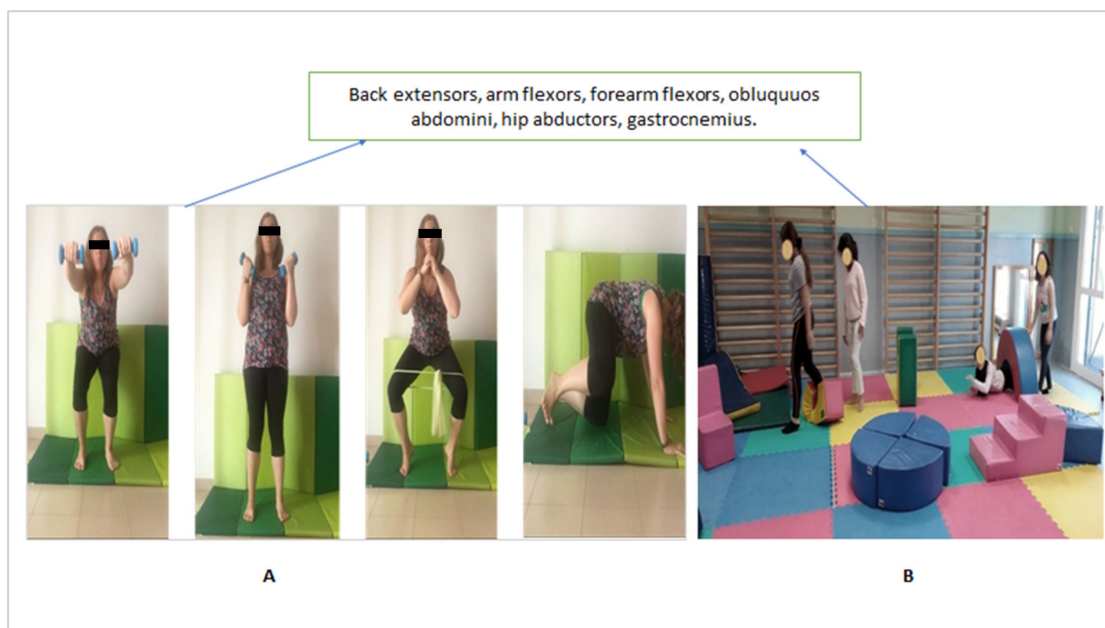 Back extensors, arm flexors, forearm flexors, obluquuos
abdomini, hip abductors, gastrocnemius.
A
B